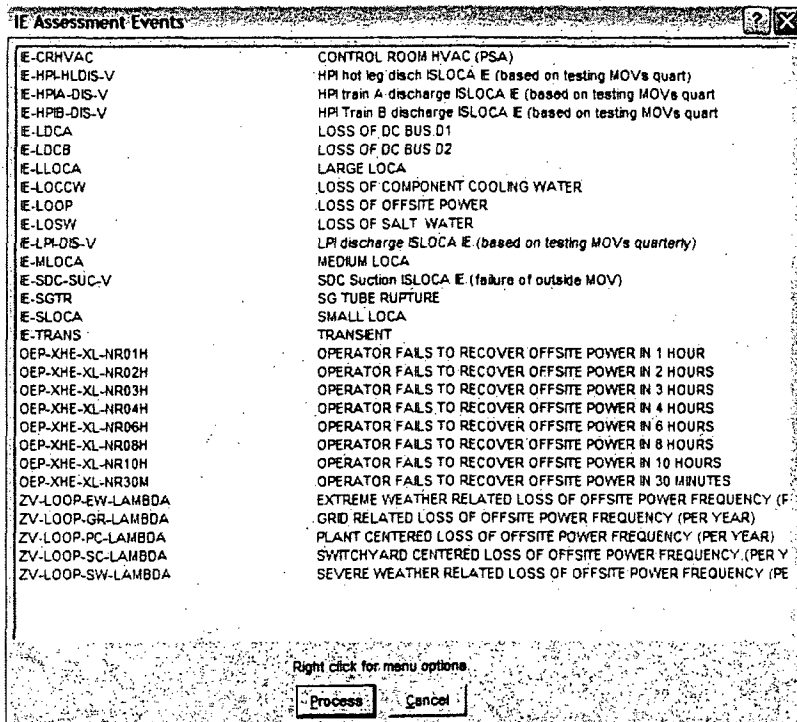 IE Assessment Events
IE-CRHVAC CONTROL ROOM HVAC (PSA)
IE-HPI-HLDIS-V HPI hot leg disch ISLOCA IE (based on testing MOVs quart)
IE-HPIA-DIS-V HPI train A discharge ISLOCA IE (based on testing MOVs quart
IE-HPIB-DIS-V HPI Train B discharge ISLOCA IE (based on testing MOVs quart
IE-LDCA LOSS OF DC BUS D1
IE-LDCB LOSS OF DC BUS D2
IE-LLOCA LARGE LOCA
IE-LOCCW LOSS OF COMPONENT COOLING WATER
IE-LOOP LOSS OF OFFSITE POWER
IE-LOSW LOSS OF SALT WATER
IE-LPI-DIS-V LPI discharge ISLOCA IE (based on testing MOVs quarterly)
IE-MLOCA MEDIUM LOCA
IE-SDC-SUC-V SDC Suction ISLOCA IE (failure of outside MOV)
IE-SGTR SG TUBE RUPTURE
IE-SLOCA SMALL LOCA
IE-TRANS TRANSIENT
OEP-XHE-XL-NR01H OPERATOR FAILS TO RECOVER OFFSITE POWER IN 1 HOUR
OEP-XHE-XL-NR02H OPERATOR FAILS TO RECOVER OFFSITE POWER IN 2 HOURS
OEP-XHE-XL-NR03H OPERATOR FAILS TO RECOVER OFFSITE POWER IN 3 HOURS
OEP-XHE-XL-NR04H OPERATOR FAILS TO RECOVER OFFSITE POWER IN 4 HOURS
OEP-XHE-XL-NR06H OPERATOR FAILS TO RECOVER OFFSITE POWER IN 6 HOURS
OEP-XHE-XL-NR08H OPERATOR FAILS TO RECOVER OFFSITE POWER IN 8 HOURS
OEP-XHE-XL-NR10H OPERATOR FAILS TO RECOVER OFFSITE POWER IN 10 HOURS
OEP-XHE-XL-NR30M OPERATOR FAILS TO RECOVER OFFSITE POWER IN 30 MINUTES
ZV-LOOP-EW-LAMBDA EXTREME WEATHER RELATED LOSS OF OFFSITE POWER FREQUENCY (F
ZV-LOOP-GR-LAMBDA GRID RELATED LOSS OF OFFSITE POWER FREQUENCY (PER YEAR)
ZV-LOOP-PC-LAMBDA PLANT CENTERED LOSS OF OFFSITE POWER FREQUENCY (PER YEAR)
ZV-LOOP-SC-LAMBDA SWITCHYARD CENTERED LOSS OF OFFSITE POWER FREQUENCY (PER Y
ZV-LOOP-SW-LAMBDA SEVERE WEATHER RELATED LOSS OF OFFSITE POWER FREQUENCY (PE
Right click for menu options.
Process Cancel